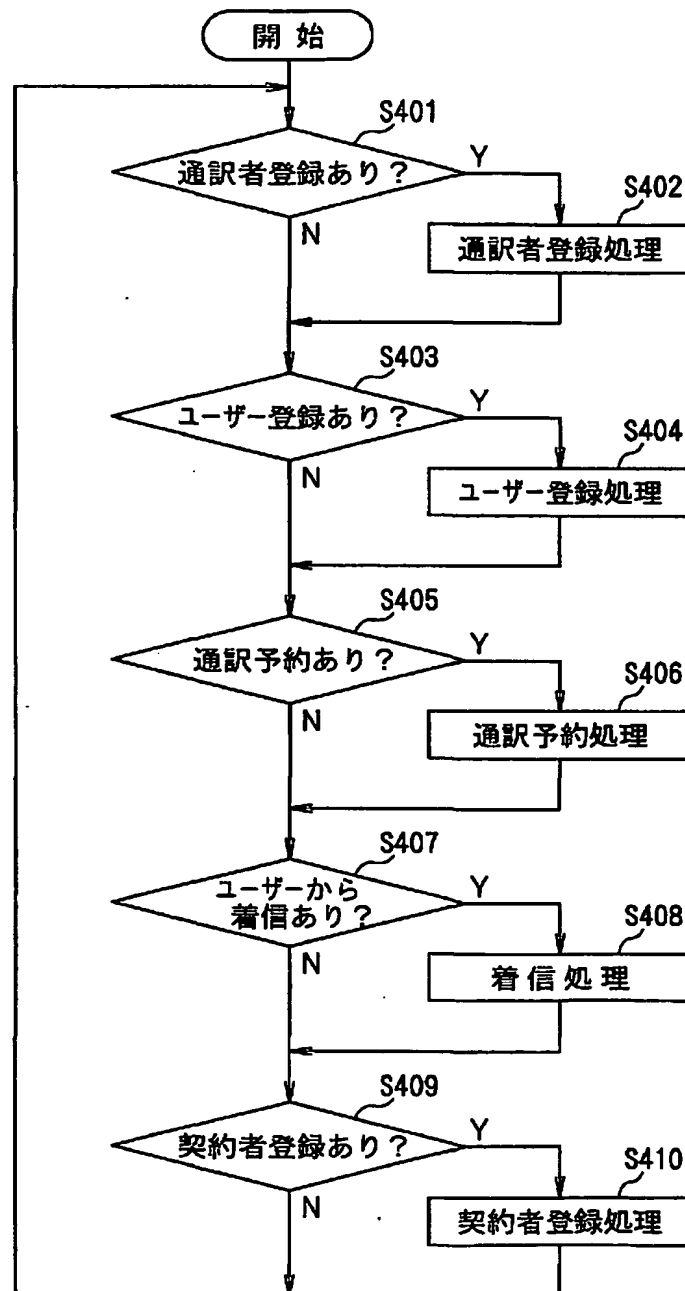 開始
S401
通訳者登録あり？
Y
N
S402
通訳者登録処理
S403
ユーザー登録あり？
Y
N
S404
ユーザー登録処理
S405
通訳予約あり？
Y
N
S406
通訳予約処理
S407
ユーザーから
着信あり？
Y
N
S408
着信処理
S409
契約者登録あり？
Y
N
S410
契約者登録処理